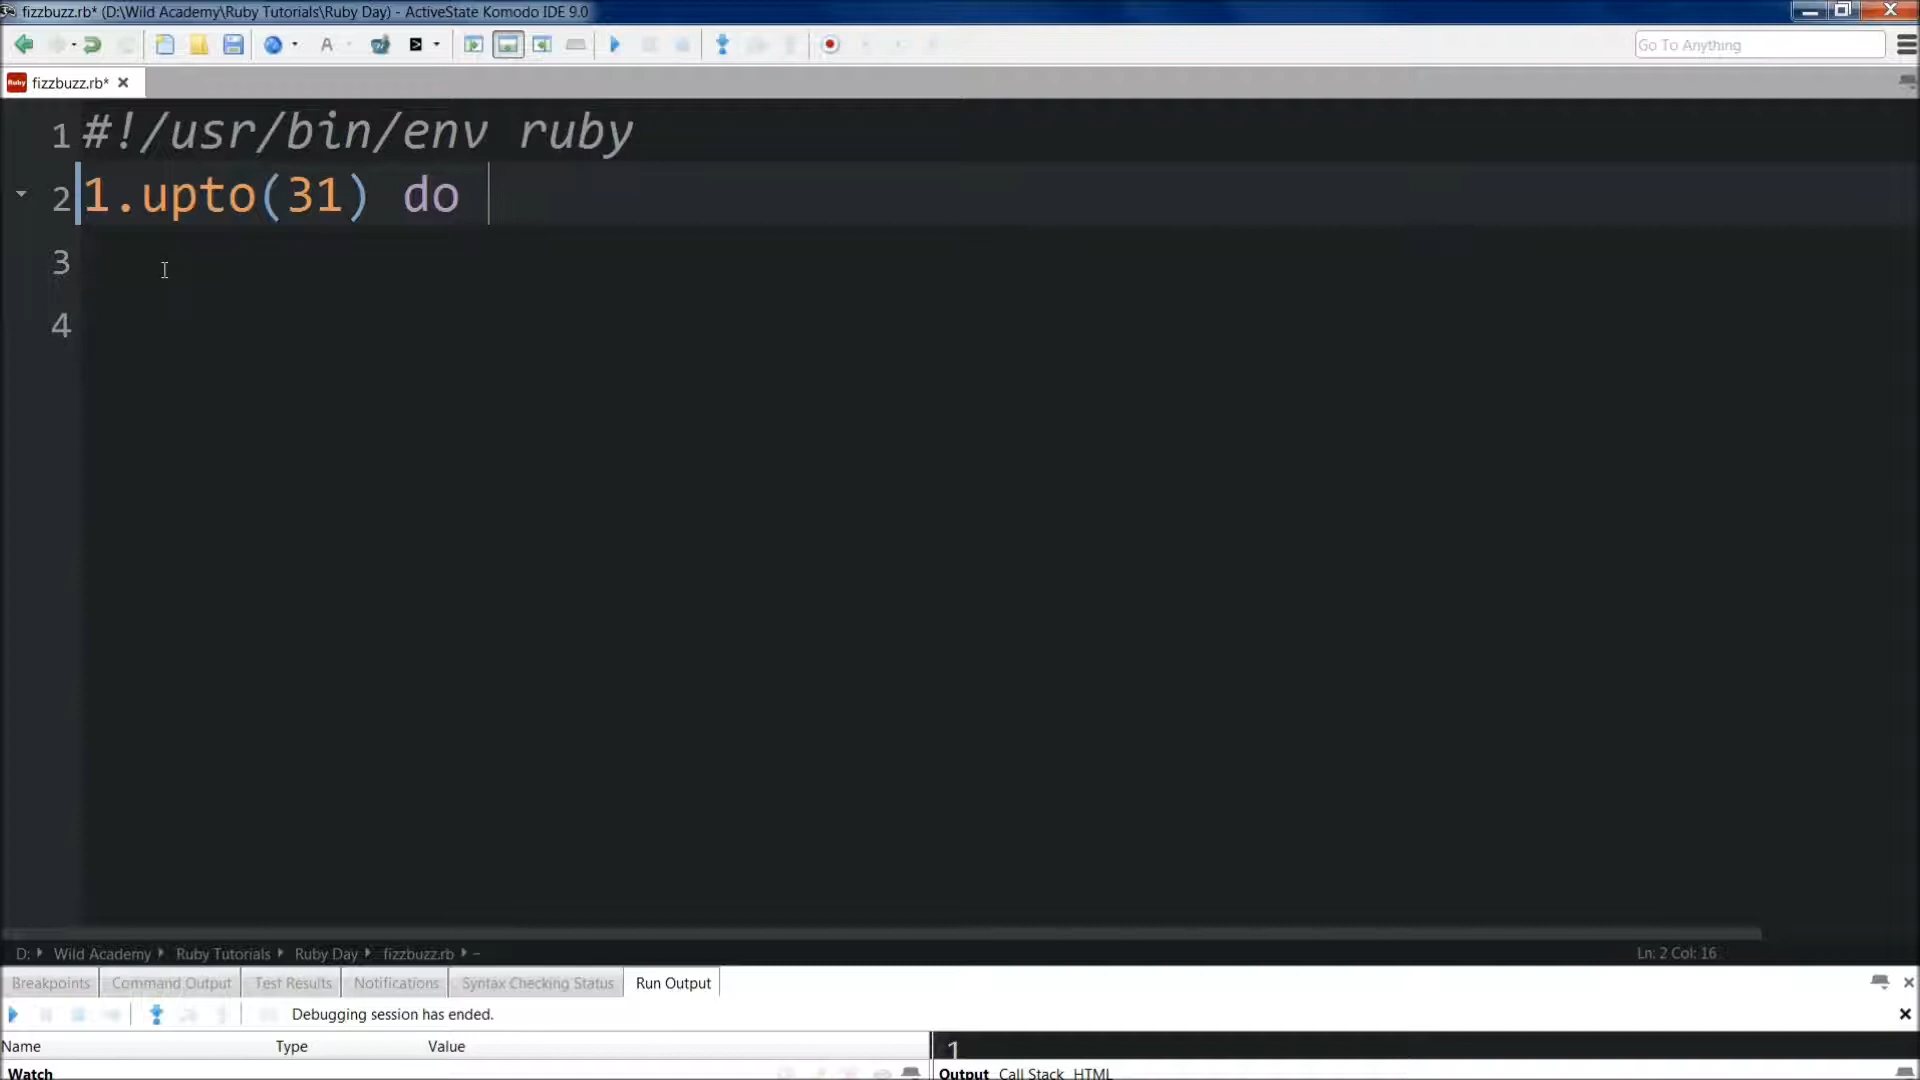 fizzbuzz.rb* (D:\Wild Academy\Ruby Tutorials\Ruby Day) - ActiveState Komodo IDE 9.0
Go To Anything
Ruby fizzbuzz.rb*
1 #!/usr/bin/env ruby
2 1.upto(31) do
3
4
D: Wild Academy Ruby Tutorials Ruby Day fizzbuzz.rb –
Ln: 2 Col: 16
Breakpoints Command Output Test Results Notifications Syntax Checking Status Run Output
Debugging session has ended.
Name Type Value
1
Watch
Output Call Stack HTML